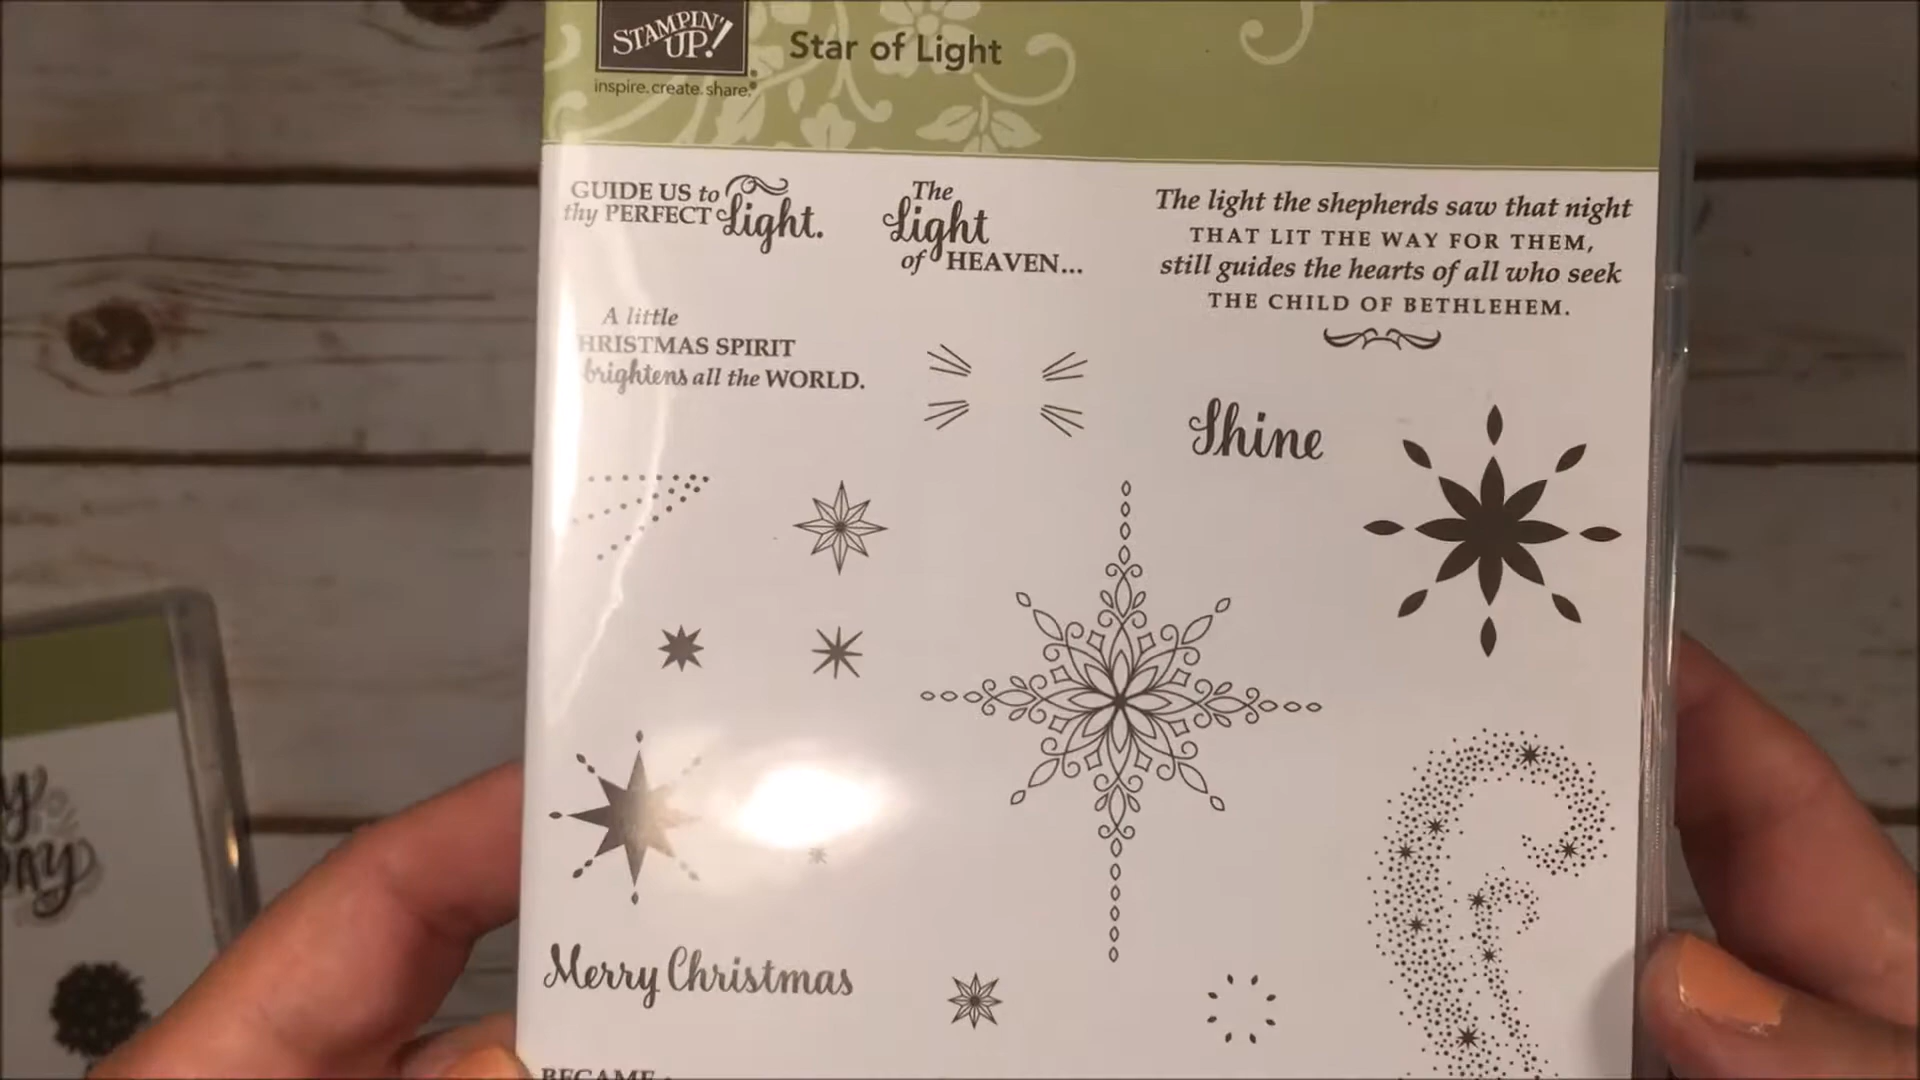 STAMPIN' UP!
inspire.create.share.®
Star of Light
GUIDE US to
thy PERFECT Light.
The
Light
of HEAVEN...
The light the shepherds saw that night
THAT LIT THE WAY FOR THEM,
still guides the hearts of all who seek
THE CHILD OF BETHLEHEM.
A little
HRISTMAS SPIRIT
brightens all the WORLD.
Shine
Merry Christmas
BECAME